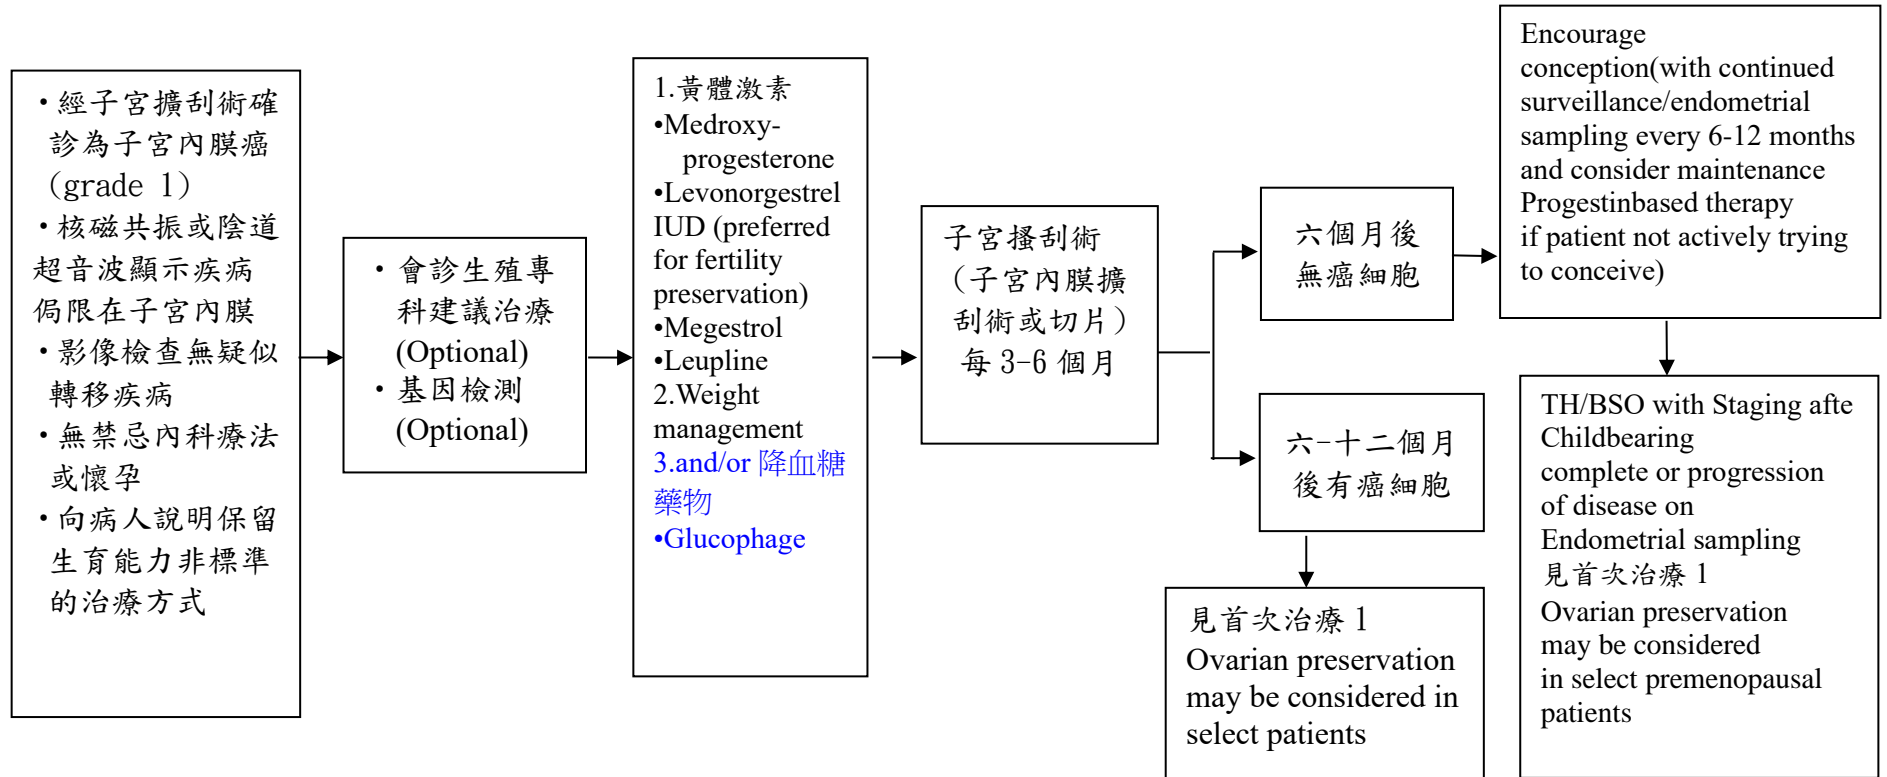 ・經子宮擴刮術確
診為子宮內膜癌
(grade 1)
・核磁共振或陰道
超音波顯示疾病
侷限在子宮內膜
・影像檢查無疑似
轉移疾病
・無禁忌內科療法
或懷孕
・向病人說明保留
生育能力非標準
的治療方式
・會診生殖專
科建議治療
(Optional)
・基因檢測
(Optional)
1.黃體激素
•Medroxy-
progesterone
•Levonorgestrel
IUD (preferred
for fertility
preservation)
•Megestrol
•Leupline
2.Weight
management
3.and/or 降血糖
藥物
•Glucophage
子宮搔刮術
(子宮內膜擴
刮術或切片)
每 3-6 個月
六個月後
無癌細胞
六-十二個月
後有癌細胞
Encourage
conception(with continued
surveillance/endometrial
sampling every 6-12 months
and consider maintenance
Progestinbased therapy
if patient not actively trying
to conceive)
見首次治療 1
Ovarian preservation
may be considered in
select patients
TH/BSO with Staging afte
Childbearing
complete or progression
of disease on
Endometrial sampling
見首次治療 1
Ovarian preservation
may be considered
in select premenopausal
patients